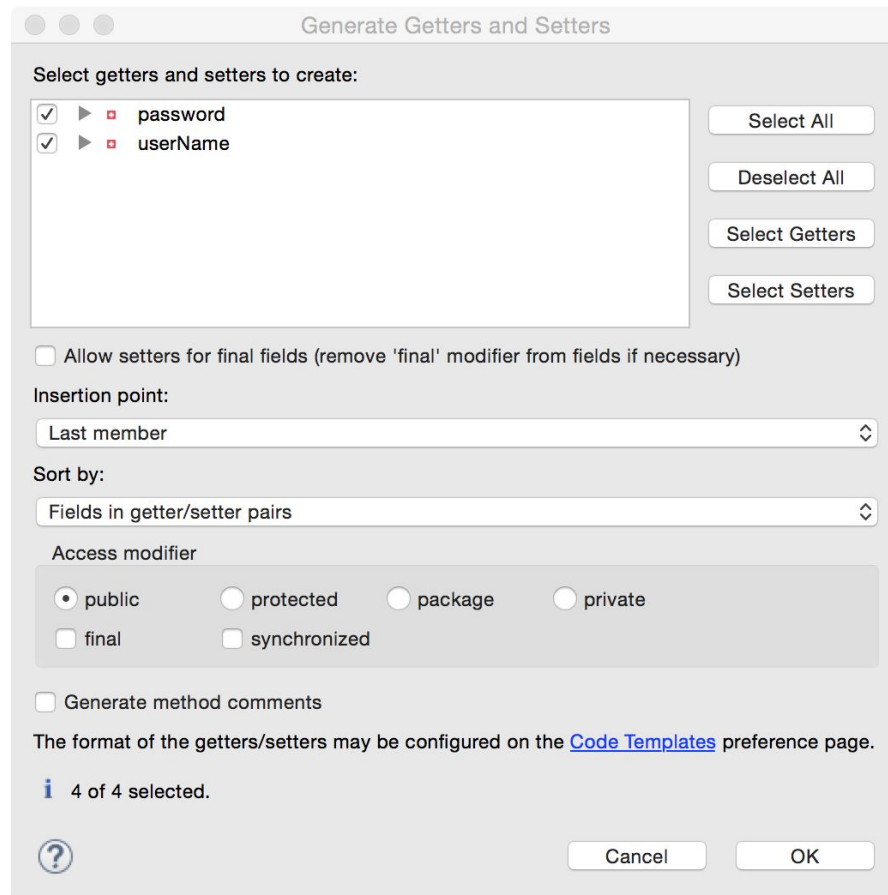 Generate Getters and Setters
Select getters and setters to create:
password
userName
Select All
Deselect All
Select Getters
Select Setters
Allow setters for final fields (remove 'final' modifier from fields if necessary)
Insertion point:
Last member
Sort by:
Fields in getter/setter pairs
Access modifier
public protected package private
final synchronized
Generate method comments
The format of the getters/setters may be configured on the Code Templates preference page.
i 4 of 4 selected.
? Cancel OK